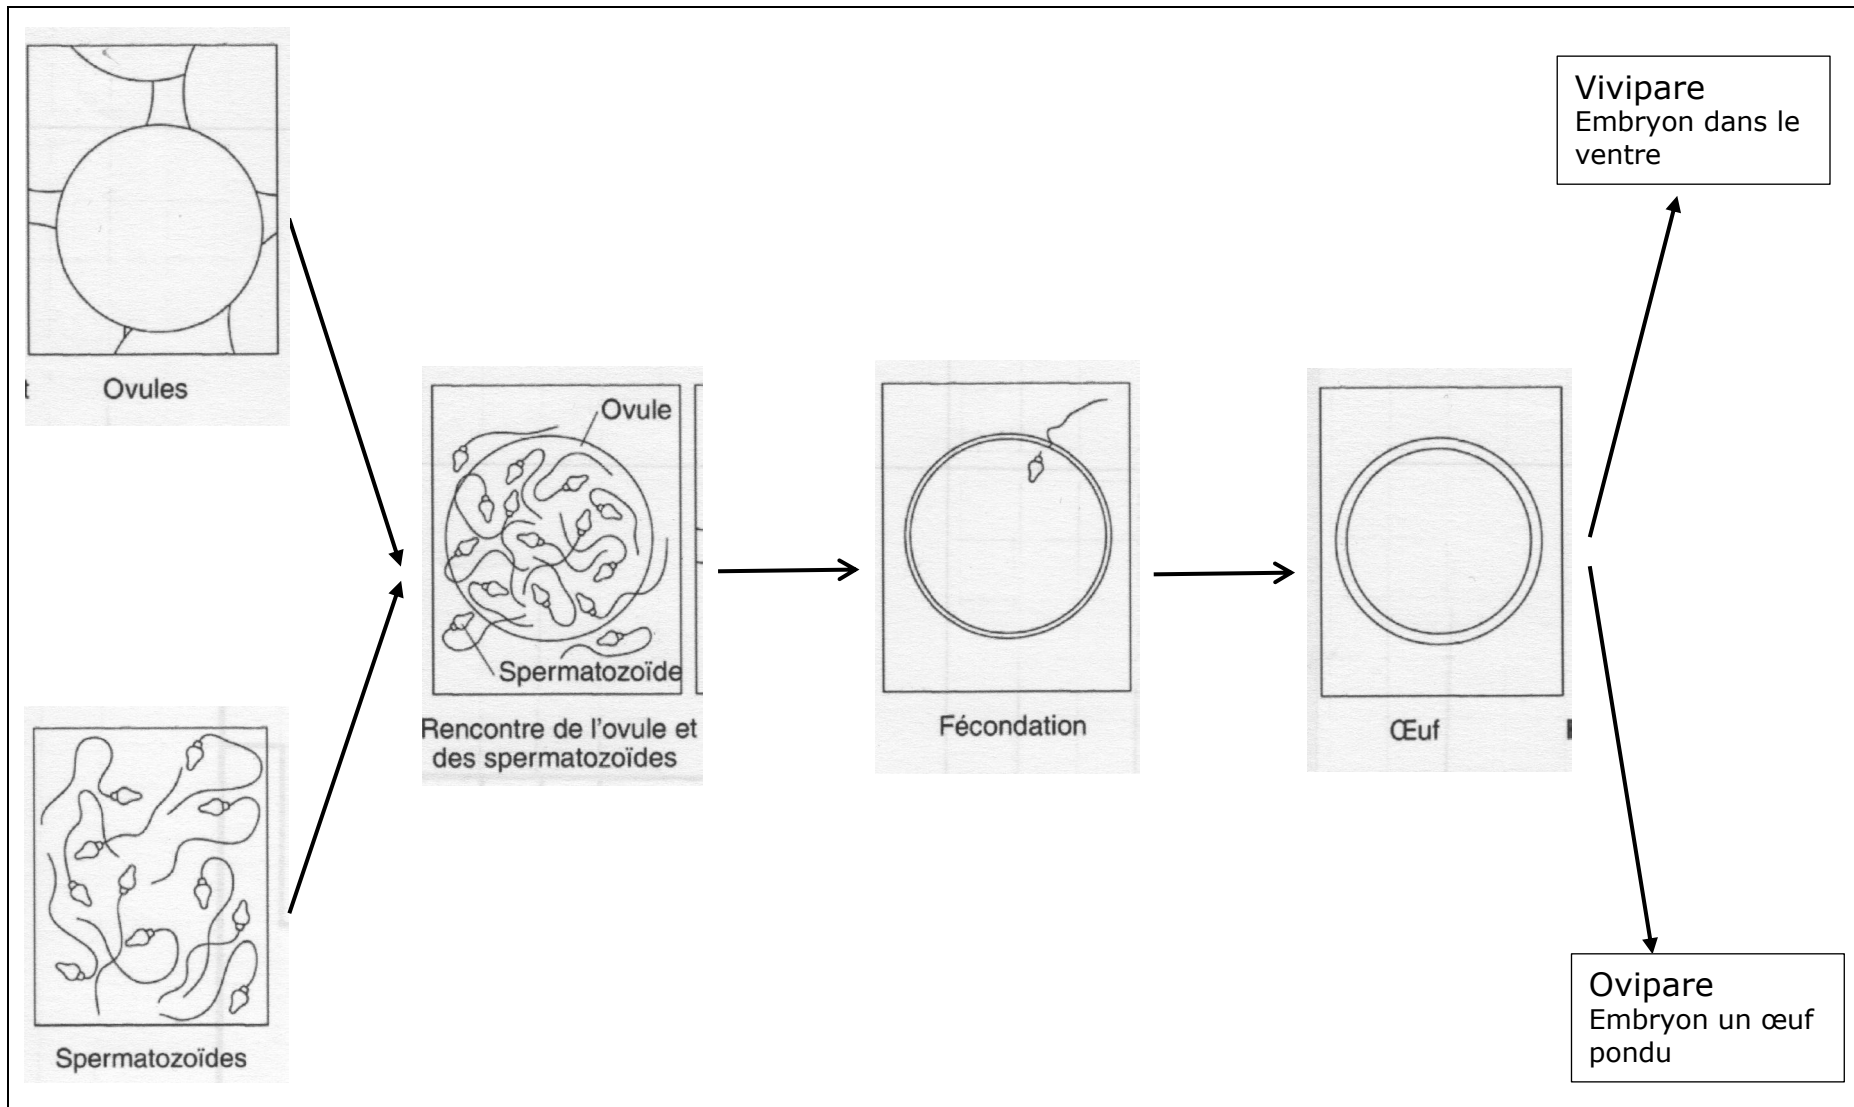 t Ovules
Spermatozoïdes
Ovule
Spermatozoïde
Rencontre de l'ovule et
des spermatozoïdes
Fécondation
Œuf
Vivipare
Embryon dans le
ventre
Ovipare
Embryon un œuf
pondu